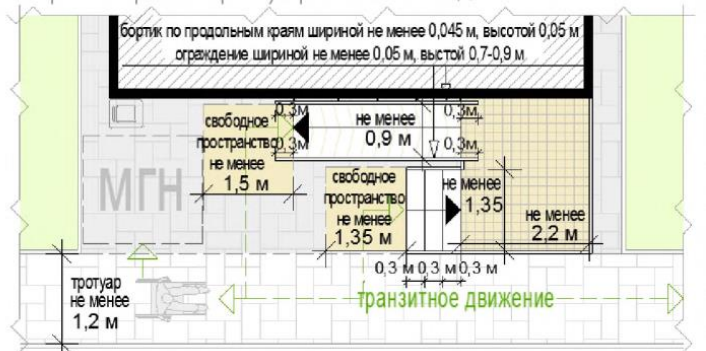 бортик по продольным краям шириной не менее 0,045 м, высотой 0,05 м
ограждение шириной не менее 0,05 м, выстой 0,7-0,9 м
0,3м
0,3м.
свободное
пространство
не менее
1,5 м
не менее
0,9 м
0,3м
0,3м.
МГН
свободное
пространство
не менее
1,35 м
не менее
1,35
не менее
2,2 м
0,3 м 0,3 м 0,3 м
тротуар
не менее
1,2 м
транзитное движение